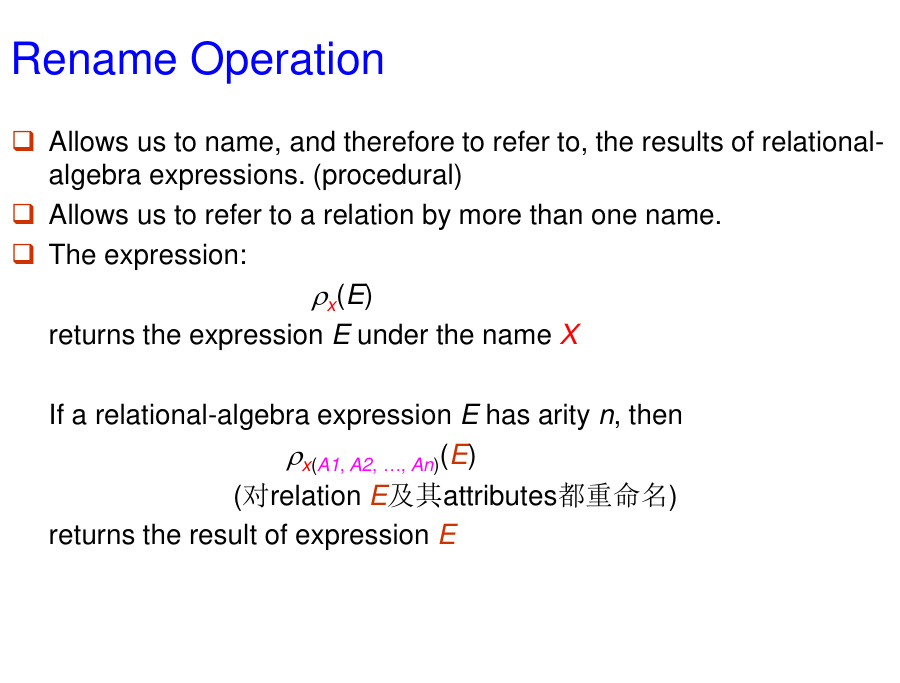 Rename Operation
❑ Allows us to name, and therefore to refer to, the results of relational-
algebra expressions. (procedural)
❑ Allows us to refer to a relation by more than one name.
❑ The expression:
ρx(E)
returns the expression E under the name X
If a relational-algebra expression E has arity n, then
ρx(A1, A2, …, An)(E)
(对relation E及其attributes都重命名)
returns the result of expression E